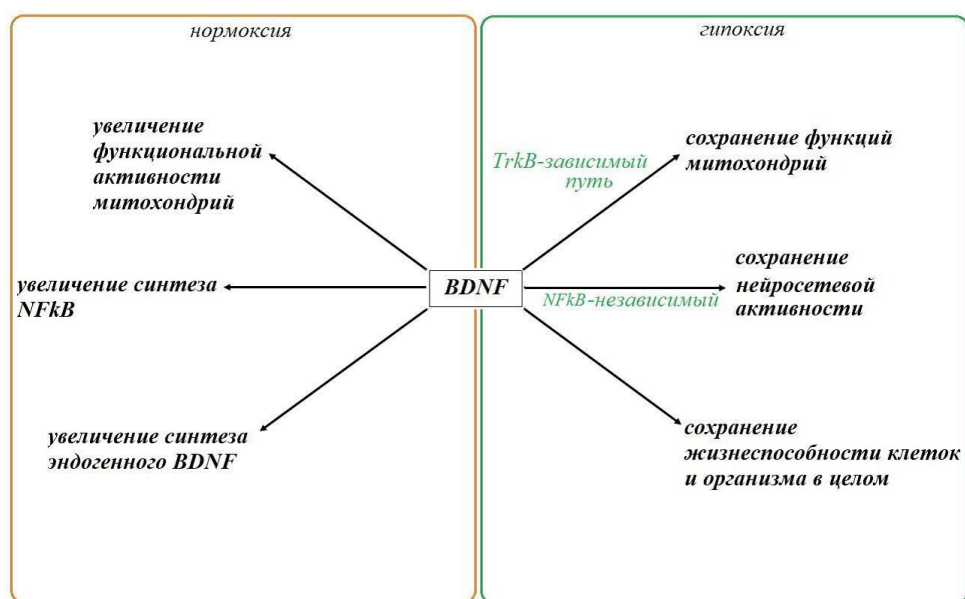 нормоксия
увеличение
функциональной
активности
митохондрий
увеличение синтеза
NFkB
увеличение синтеза
эндогенного BDNF
BDNF
гипоксия
TrkB-зависимый
путь
сохранение функций
митохондрий
NFkB-независимый
сохранение
нейросетевой
активности
сохранение
жизнеспособности клеток
и организма в целом